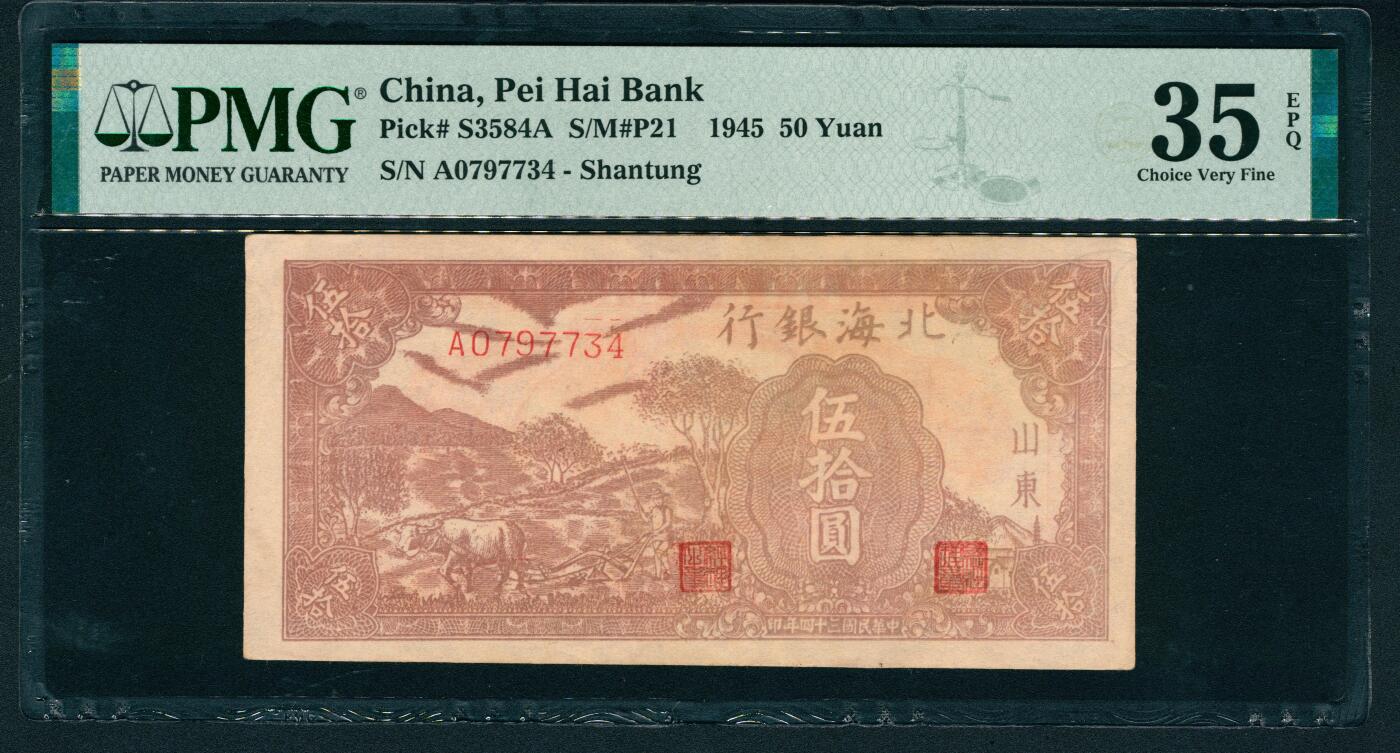 PMG®
PAPER MONEY GUARANTY
China, Pei Hai Bank
Pick# S3584A S/M#P21 1945 50 Yuan
S/N A0797734 - Shantung
35
EPQ
Choice Very Fine
伍拾
伍拾
行銀海北
A0797734
伍拾圓
山東
伍拾
伍拾
印年四十三國民華中